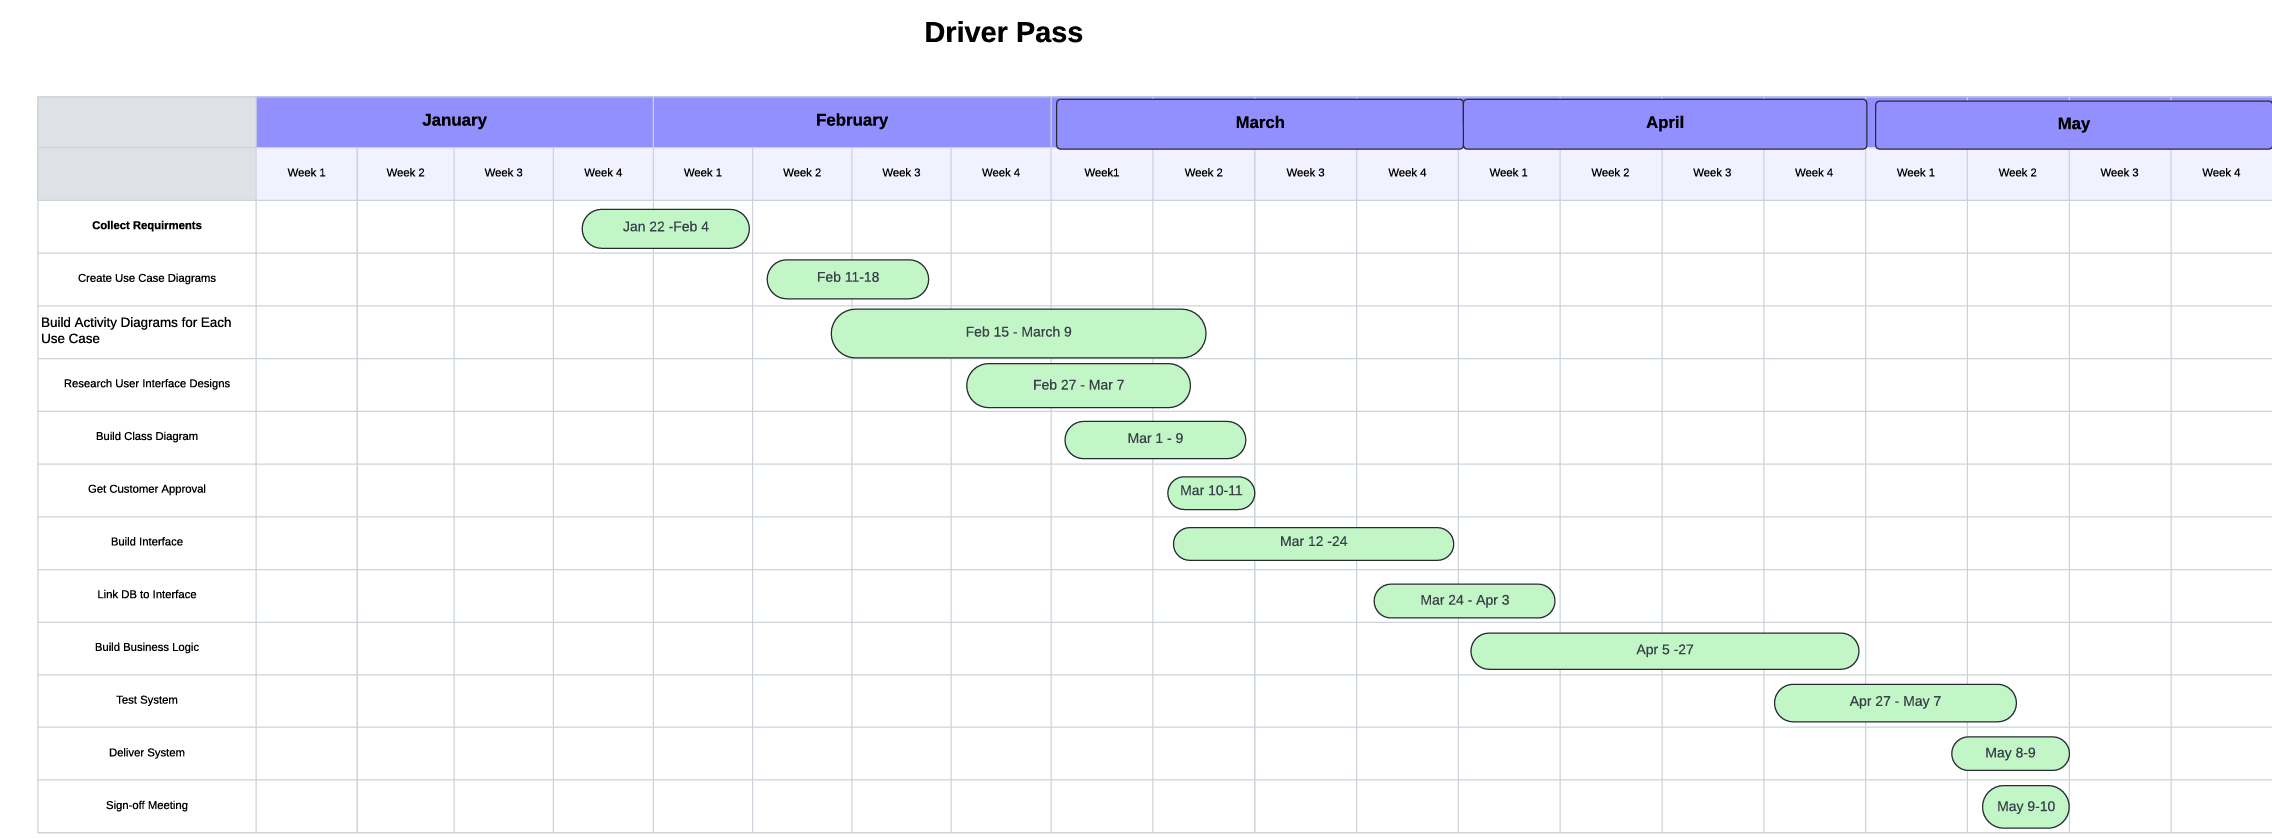 Driver Pass
January February March April May
Week 1 Week 2 Week 3 Week 4 Week 1 Week 2 Week 3 Week 4 Week1 Week 2 Week 3 Week 4 Week 1 Week 2 Week 3 Week 4 Week 1 Week 2 Week 3 Week 4
Collect Requirments Jan 22 -Feb 4
Create Use Case Diagrams Feb 11-18
Build Activity Diagrams for Each
Use Case
Feb 15 - March 9
Research User Interface Designs Feb 27 - Mar 7
Build Class Diagram Mar 1 - 9
Get Customer Approval Mar 10-11
Build Interface Mar 12 -24
Link DB to Interface Mar 24 - Apr 3
Build Business Logic Apr 5 -27
Test System Apr 27 - May 7
Deliver System May 8-9
Sign-off Meeting May 9-10